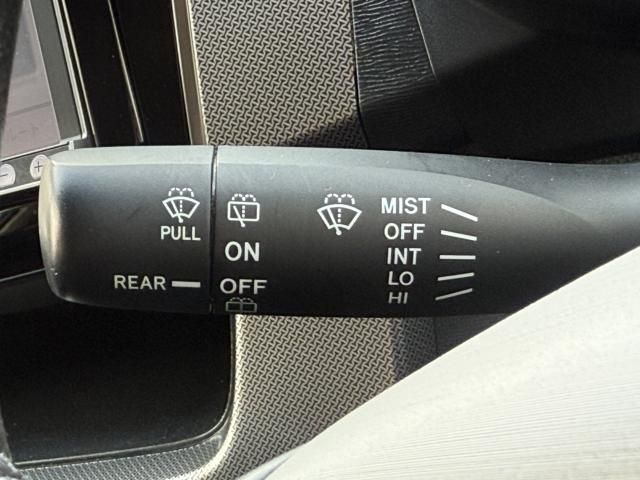 PULL
REAR
ON
OFF
MIST
OFF
INT
LO
HI